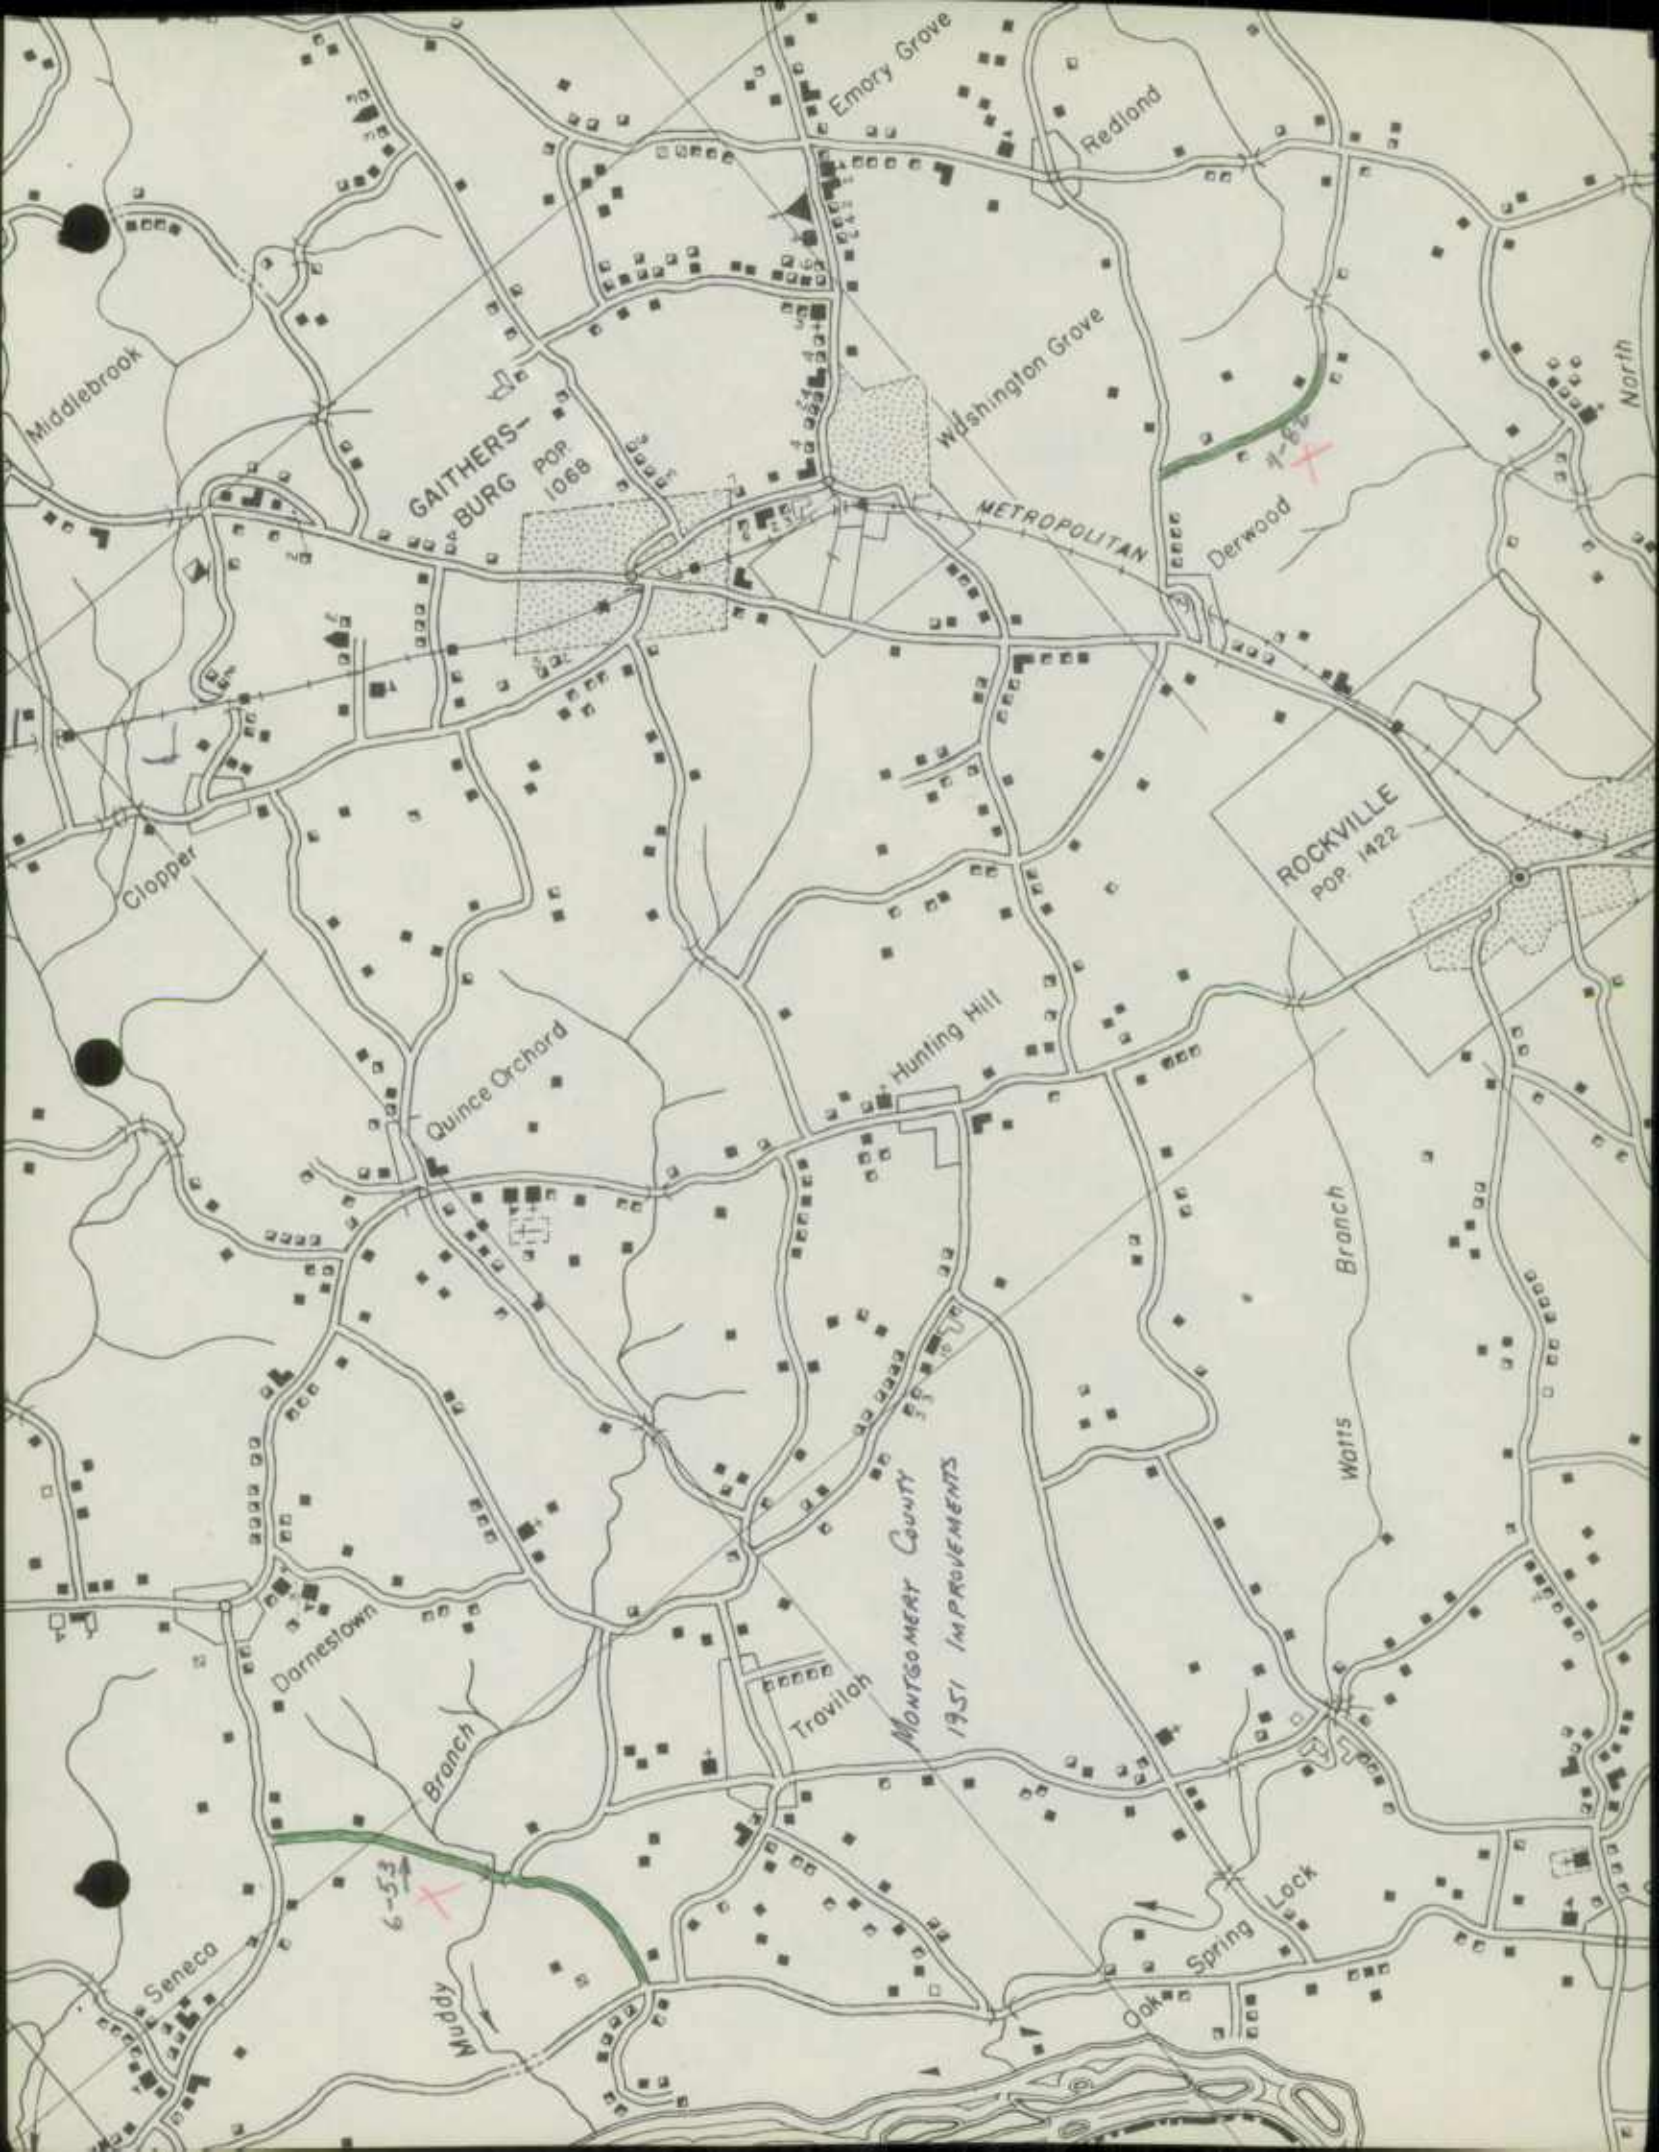 Emory Grove
Redland
Middlebrook
GAITHERS-
BURG POP
1068
Washington Grove
North
METROPOLITAN
Derwood
Clopper
ROCKVILLE
POP. 1422
Quince Orchard
Hunting Hill
Watts Branch
Darnestown
Travilah
MONTGOMERY COUNTY
1951 IMPROVEMENTS
Muddy Branch
6-53
Seneca
Spring Lock
Oak